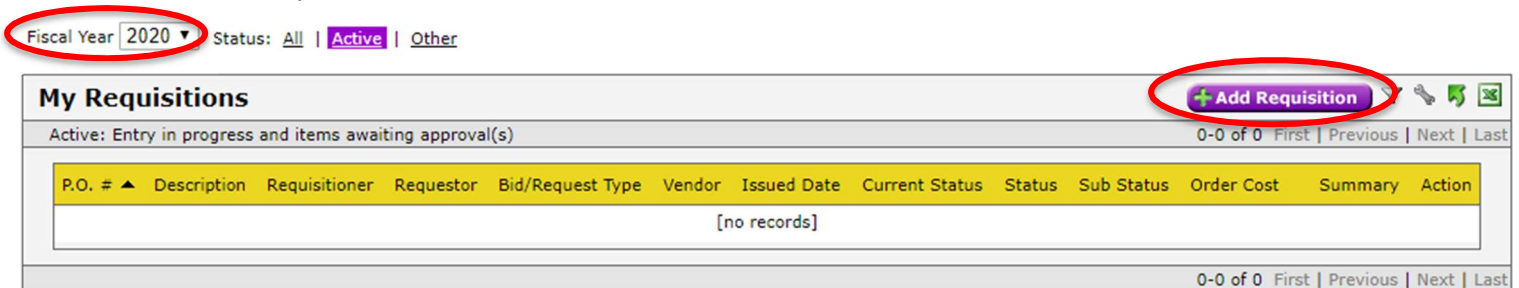 Fiscal Year 2020 ▼ Status: All | Active | Other
My Requisitions +Add Requisition
Active: Entry in progress and items awaiting approval(s) 0-0 of 0 First | Previous | Next | Last
P.O. # ▲ Description Requisitioner Requestor Bid/Request Type Vendor Issued Date Current Status Status Sub Status Order Cost Summary Action
[no records]
0-0 of 0 First | Previous | Next | Last